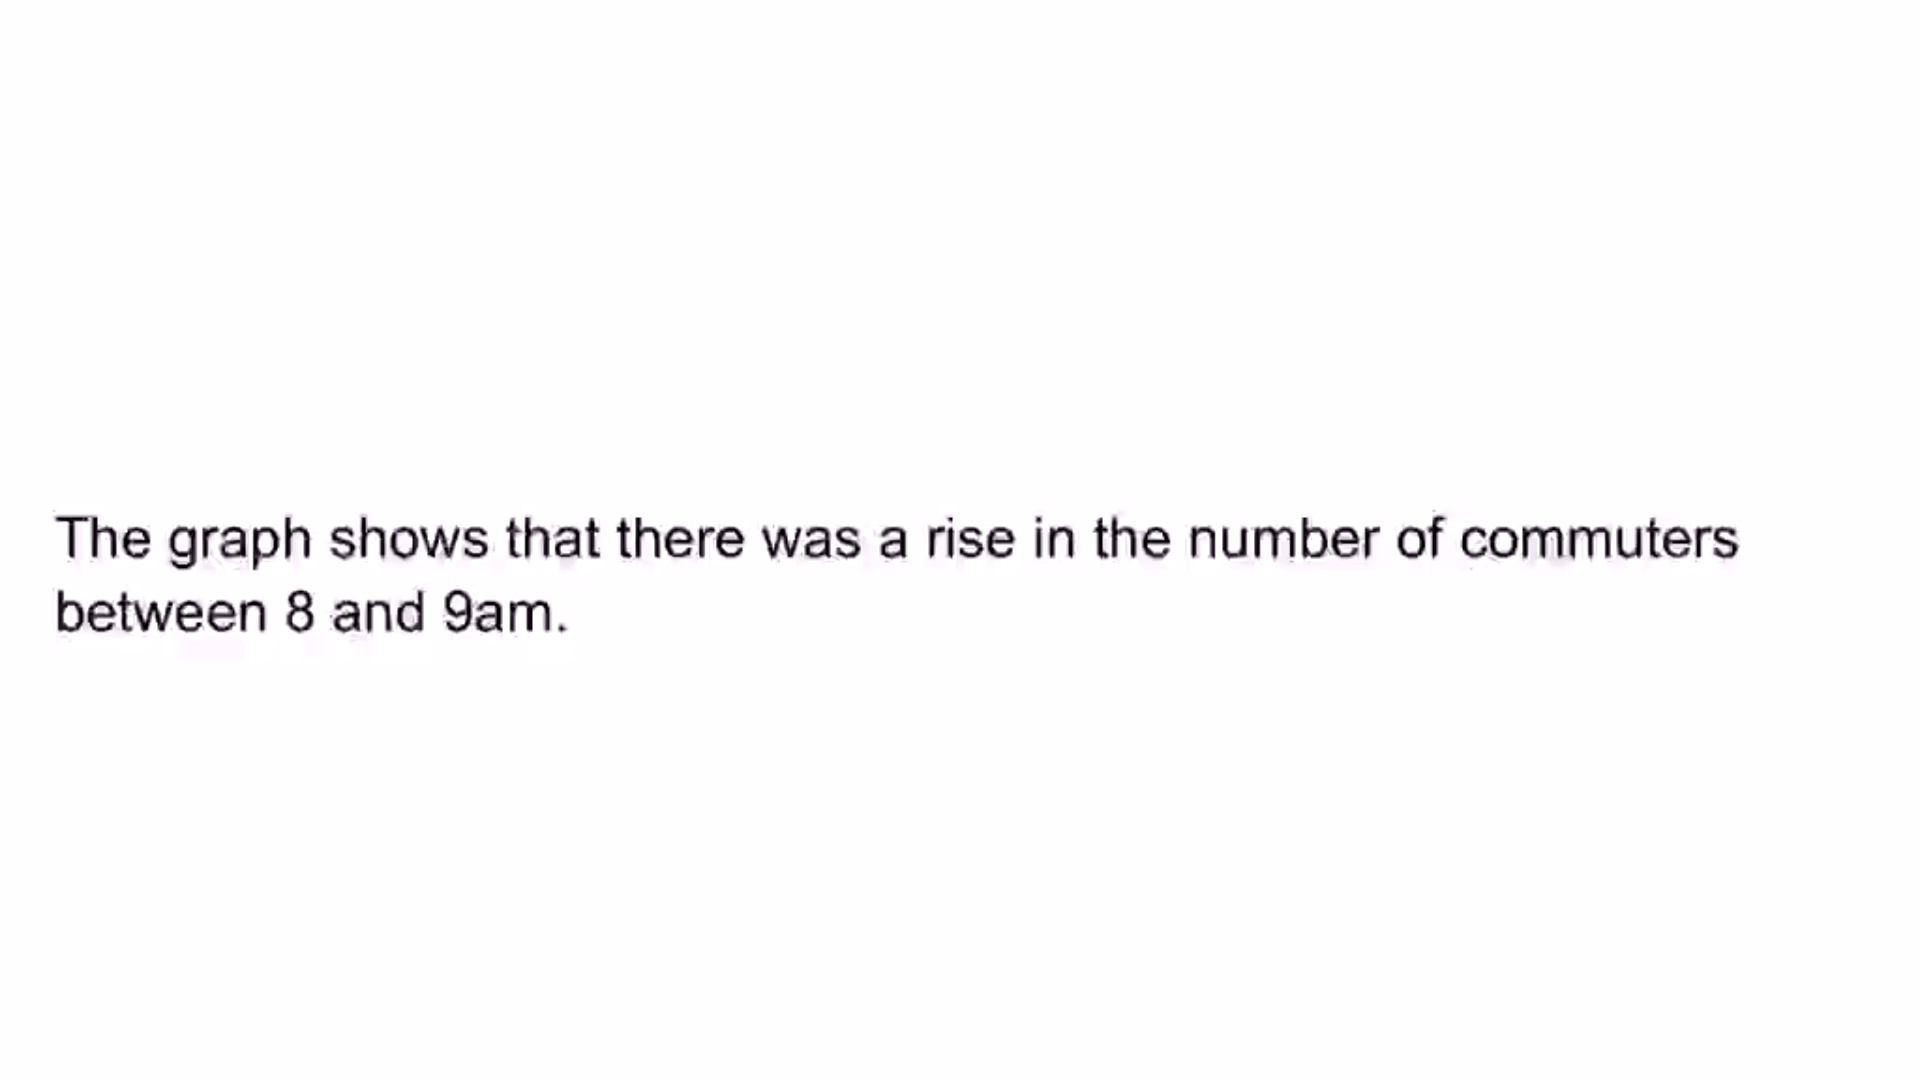 The graph shows that there was a rise in the number of commuters
between 8 and 9am.